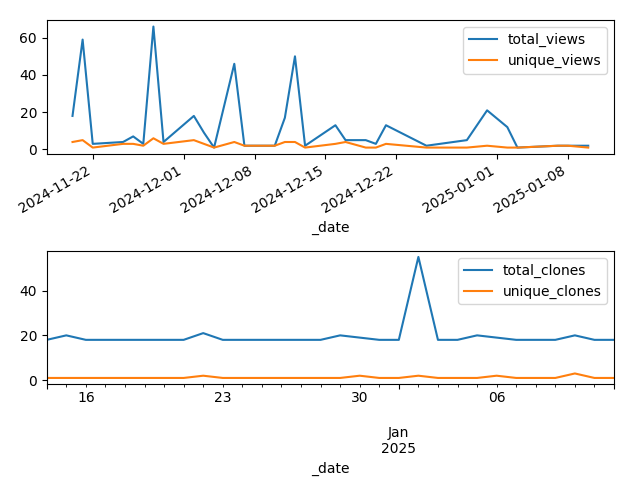 60
40
20
0
total_views
unique_views
2024-11-22
2024-12-01
2024-12-08
2024-12-15
2024-12-22
2025-01-01
2025-01-08
_date
40
20
0
total_clones
unique_clones
16
23
30
06
Jan
2025
_date